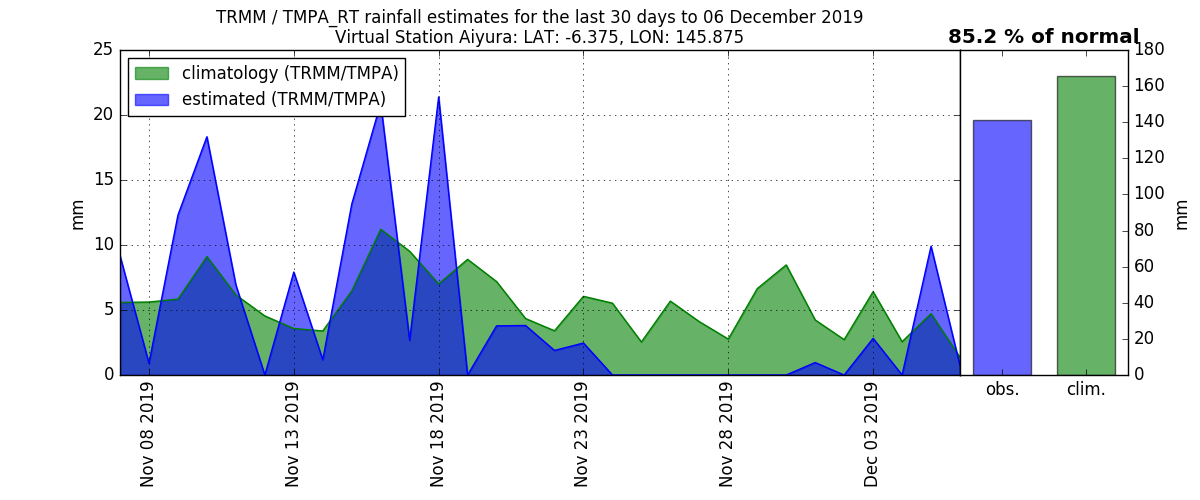 TRMM / TMPA_RT rainfall estimates for the last 30 days to 06 December 2019
Virtual Station Aiyura: LAT: -6.375, LON: 145.875
85.2 % of normal
climatology (TRMM/TMPA)
estimated (TRMM/TMPA)
25
20
15
10
5
0
mm
Nov 08 2019
Nov 13 2019
Nov 18 2019
Nov 23 2019
Nov 28 2019
Dec 03 2019
obs.
clim.
180
160
140
120
100
80
60
40
20
0
mm